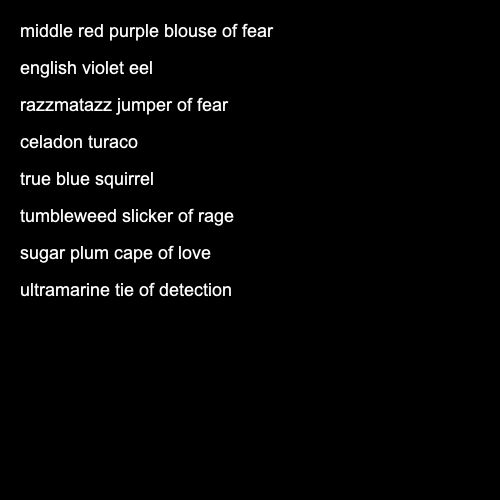 middle red purple blouse of fear
english violet eel
razzmatazz jumper of fear
celadon turaco
true blue squirrel
tumbleweed slicker of rage
sugar plum cape of love
ultramarine tie of detection